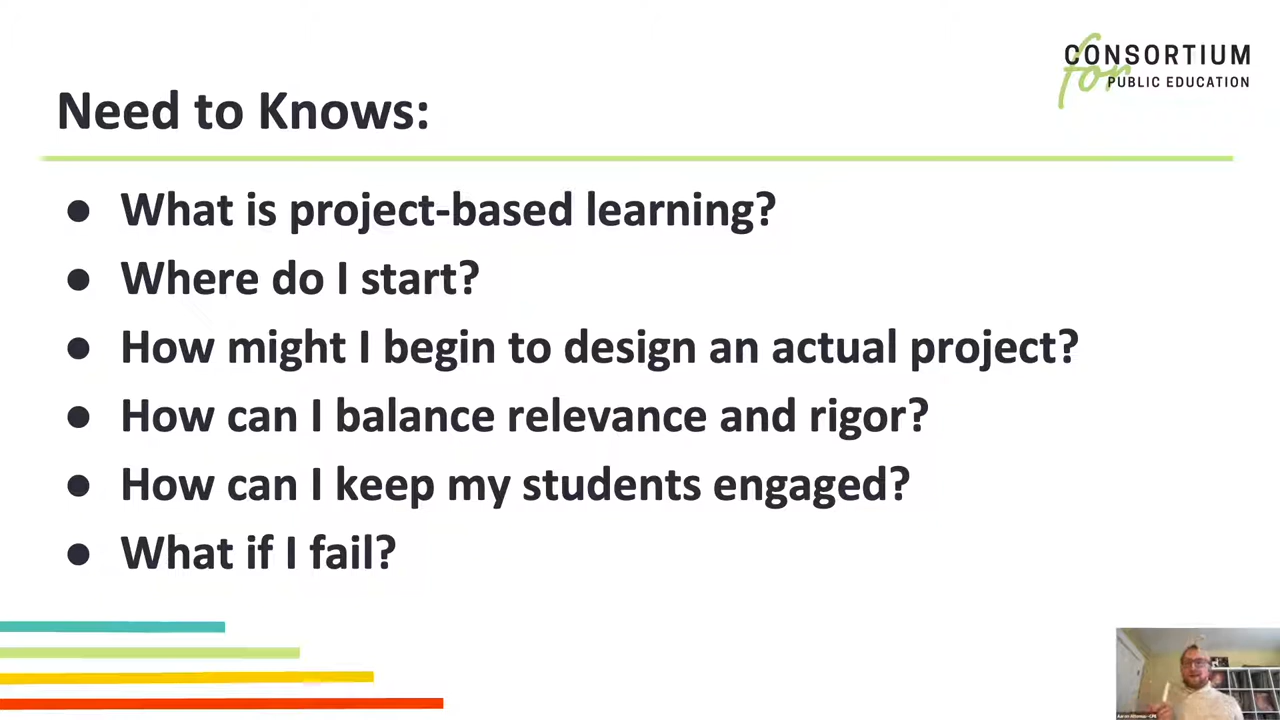 CONSORTIUM
for PUBLIC EDUCATION
Need to Knows:
● What is project-based learning?
● Where do I start?
● How might I begin to design an actual project?
● How can I balance relevance and rigor?
● How can I keep my students engaged?
● What if I fail?